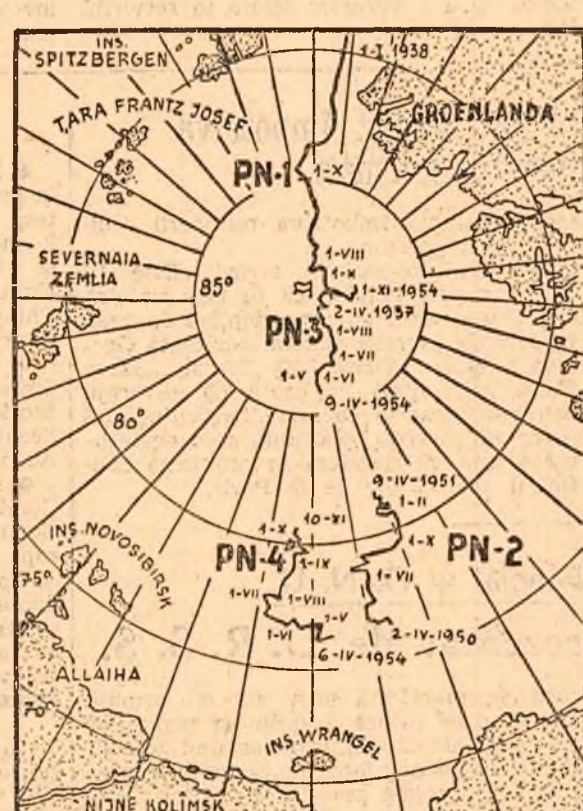 INS.
SPITZBERGEN
1-I 1938
GROENLANDA
ȚARA FRANTZ JOSEF
PN-1
1-X
SEVERNAIA
ZEMLIA
85°
1-VIII
1-X
1-XI-1954
2-IV-1937
PN-3
1-VIII
1-VII
1-V
1-VI
9-IV-1954
80°
9-IV-1951
1-II
10-XI
1-X
1-X
PN-4
1-IX
PN-2
INS. NOVOSIBIRSK
75°
1-VII
1-VII
1-VIII
1-V
1-VI
2-IV-1950
6-IV-1954
ALLAIHA
70°
INS. WRANGEL
NIJNE KOLIMSK